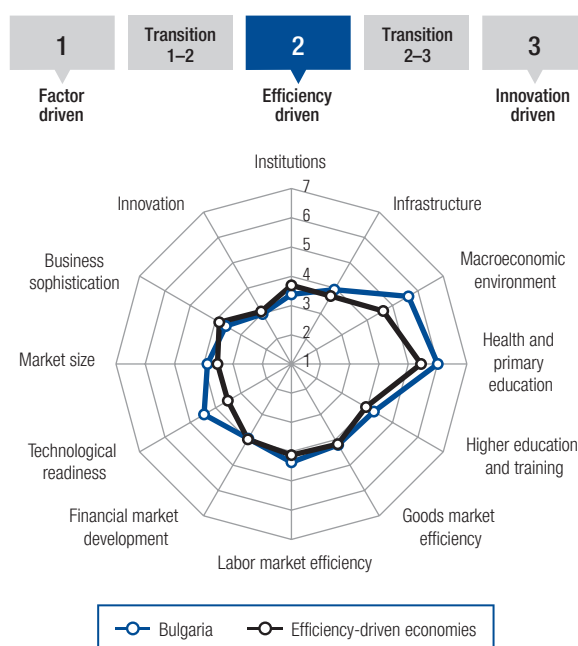 1
Transition
1–2
2
Transition
2–3
3
Factor
driven
Efficiency
driven
Innovation
driven
Institutions
7
Innovation
Infrastructure
6
5
Business
sophistication
Macroeconomic
environment
4
3
2
Market size
1
Health and
primary
education
Technological
readiness
Higher education
and training
Financial market
development
Goods market
efficiency
Labor market efficiency
Bulgaria
Efficiency-driven economies